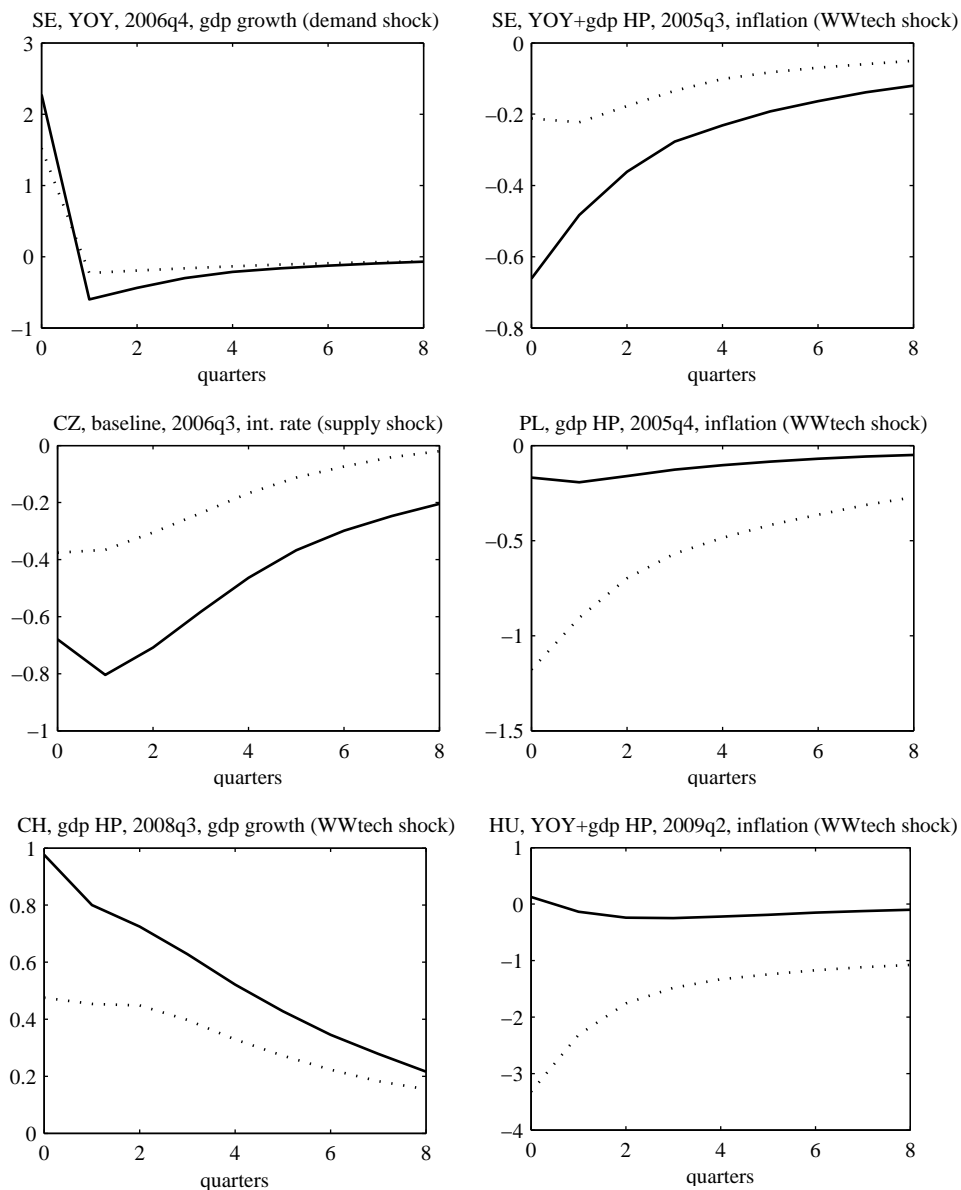 SE, YOY, 2006q4, gdp growth (demand shock)
3
2
1
0
−1
0 2 4 6 8
quarters
SE, YOY+gdp HP, 2005q3, inflation (WWtech shock)
0
−0.2
−0.4
−0.6
−0.8
0 2 4 6 8
quarters
CZ, baseline, 2006q3, int. rate (supply shock)
0
−0.2
−0.4
−0.6
−0.8
−1
0 2 4 6 8
quarters
PL, gdp HP, 2005q4, inflation (WWtech shock)
0
−0.5
−1
−1.5
0 2 4 6 8
quarters
CH, gdp HP, 2008q3, gdp growth (WWtech shock)
1
0.8
0.6
0.4
0.2
0
0 2 4 6 8
quarters
HU, YOY+gdp HP, 2009q2, inflation (WWtech shock)
1
0
−1
−2
−3
−4
0 2 4 6 8
quarters